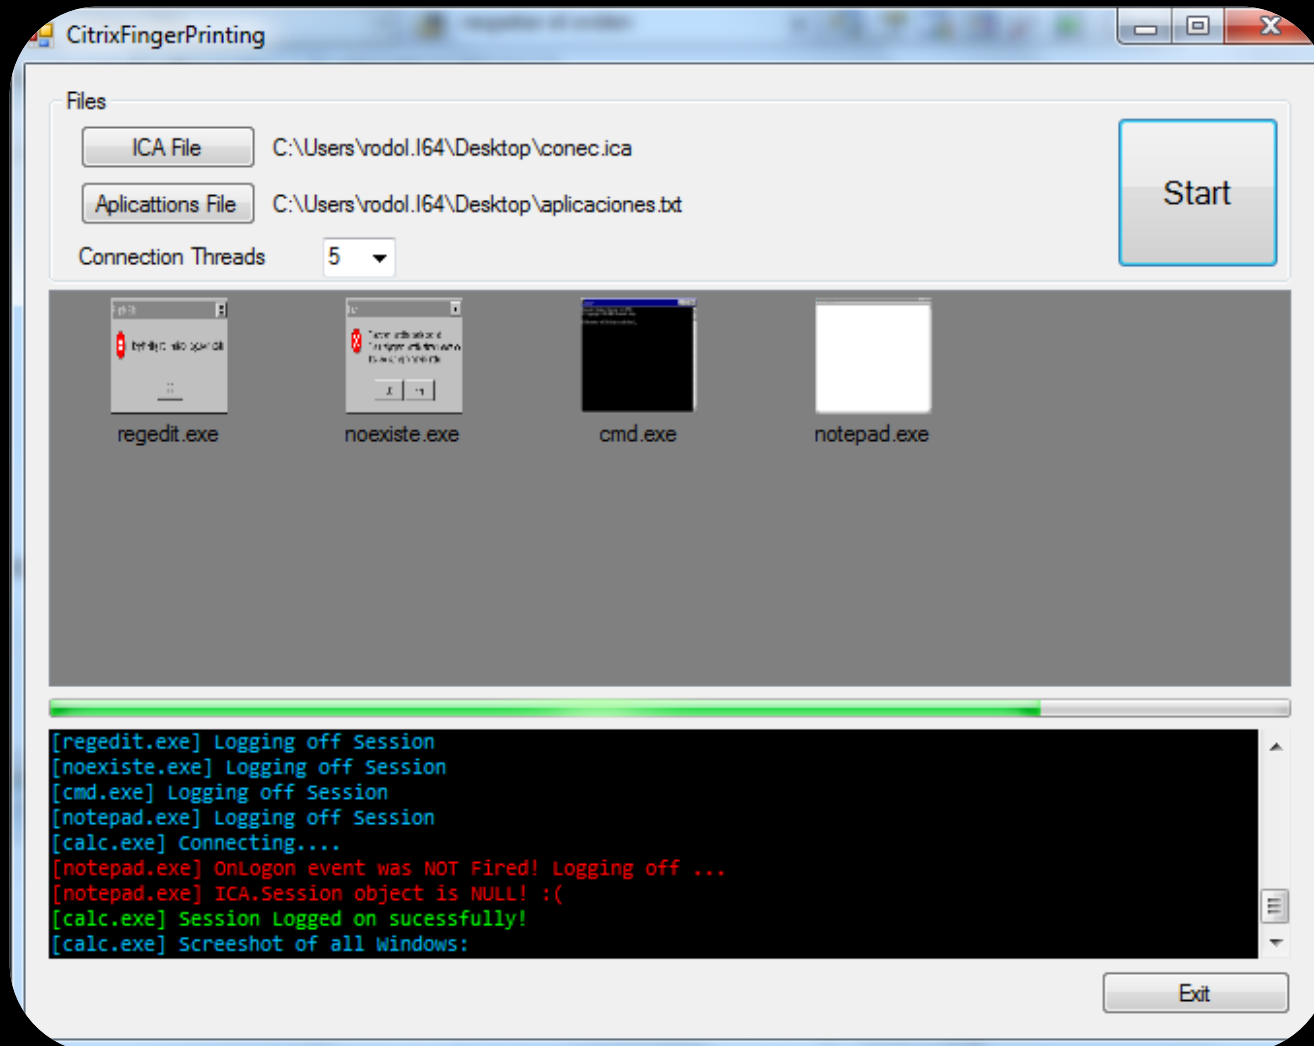 CitrixFingerPrinting
Files
ICA File C:\Users\rodol.I64\Desktop\conec.ica
Aplicattions File C:\Users\rodol.I64\Desktop\aplicaciones.txt
Start
Connection Threads 5
regedit.exe noexiste.exe cmd.exe notepad.exe
[regedit.exe] Logging off Session
[noexiste.exe] Logging off Session
[cmd.exe] Logging off Session
[notepad.exe] Logging off Session
[calc.exe] Connecting....
[notepad.exe] OnLogon event was NOT Fired! Logging off ...
[notepad.exe] ICA.Session object is NULL! :(
[calc.exe] Session Logged on sucessfully!
[calc.exe] Screeshot of all Windows:
Exit